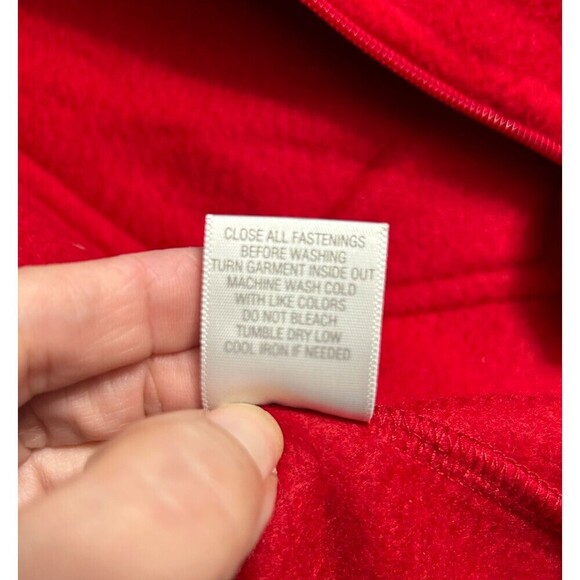 CLOSE ALL FASTENINGS
BEFORE WASHING
TURN GARMENT INSIDE OUT
MACHINE WASH COLD
WITH LIKE COLORS
DO NOT BLEACH
TUMBLE DRY LOW
COOL IRON IF NEEDED